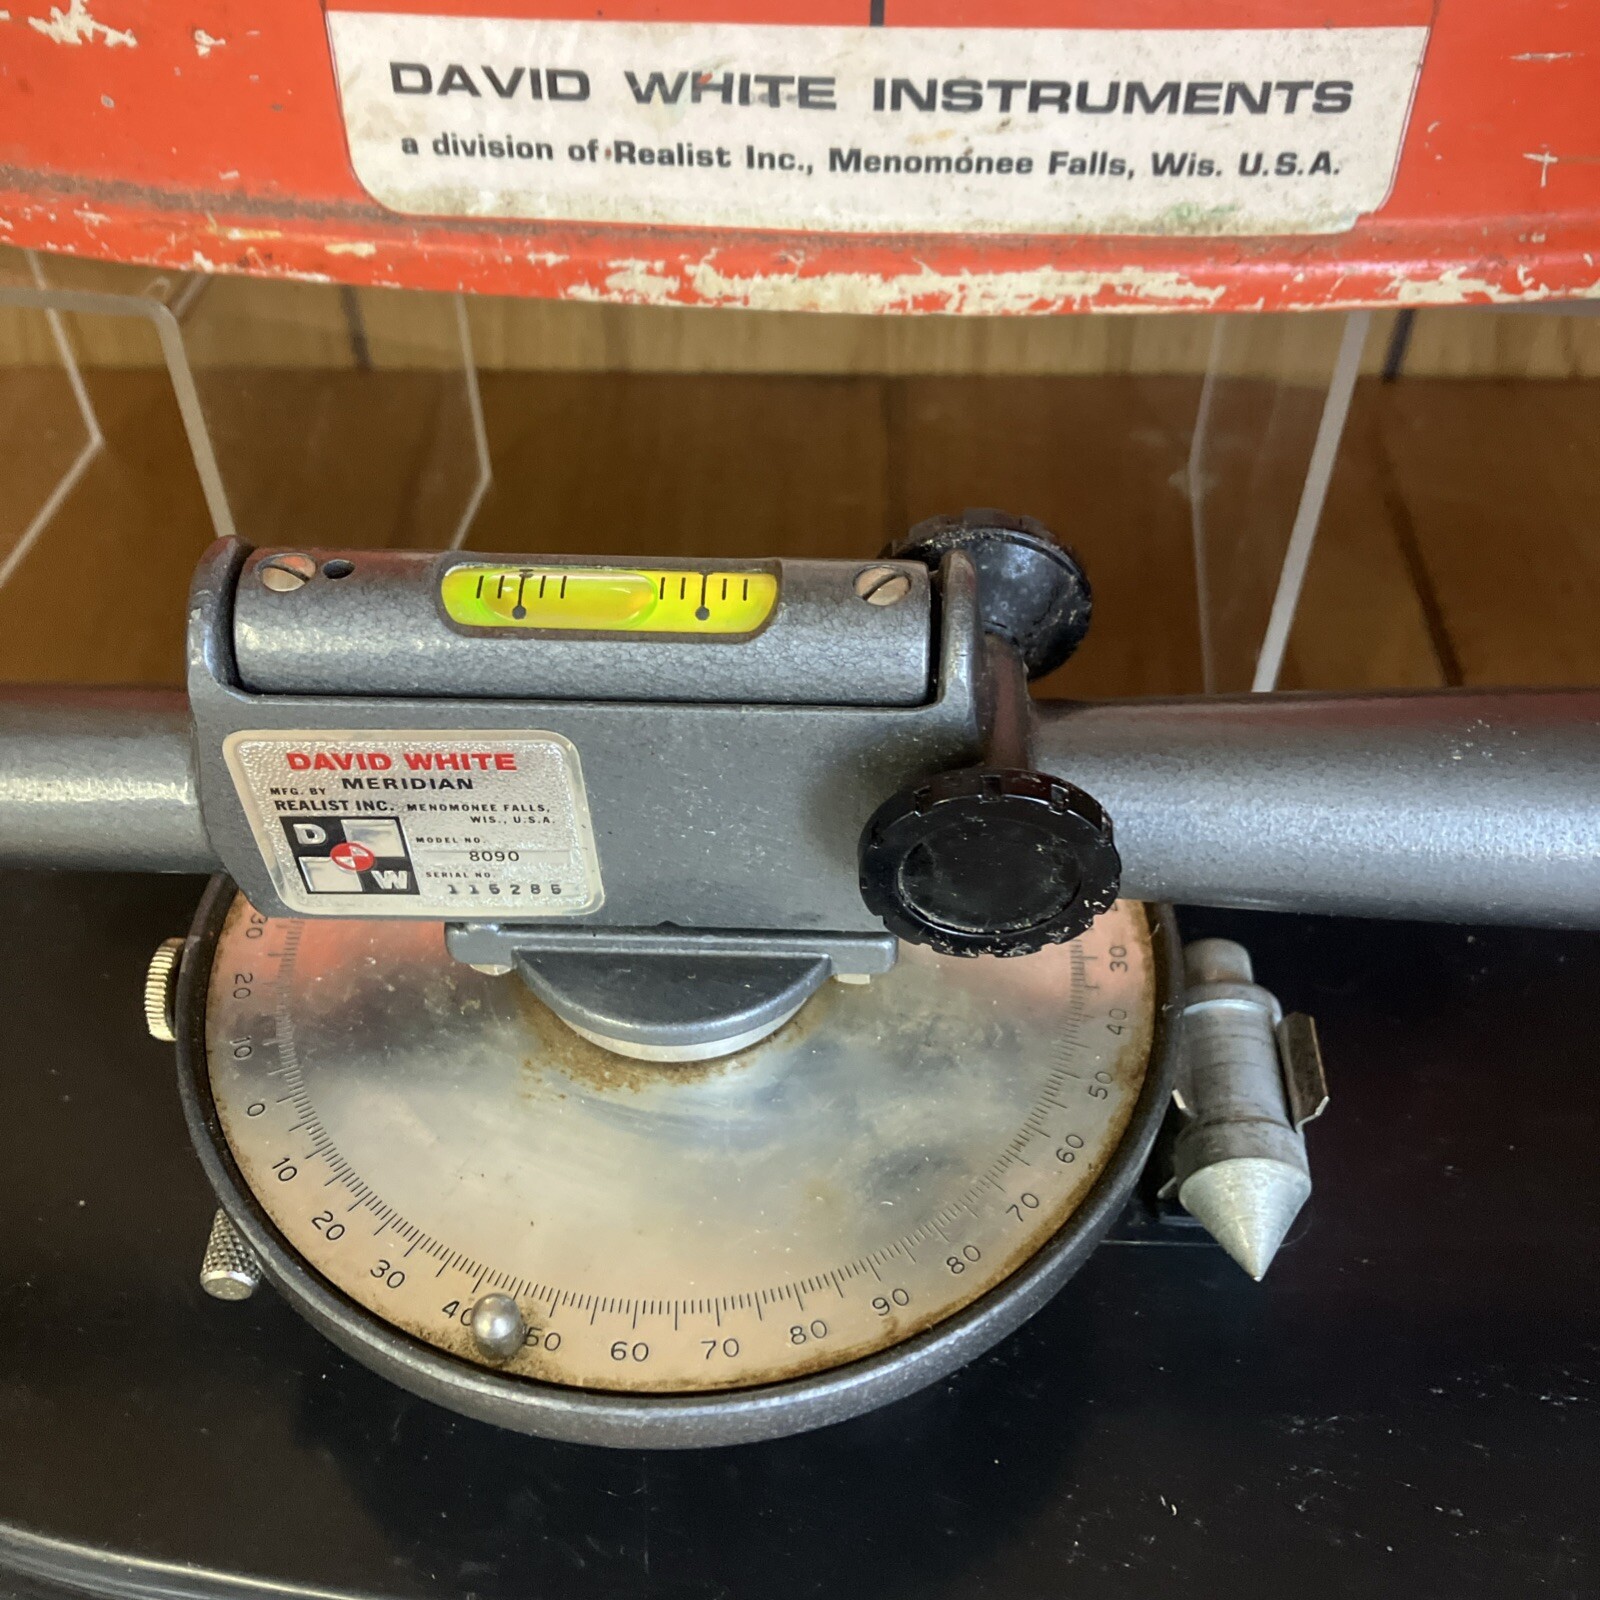 DAVID WHITE INSTRUMENTS
a division of Realist Inc., Menomonee Falls, Wis. U.S.A.
DAVID WHITE
MERIDIAN
MFG. BY
REALIST INC. MENOMONEE FALLS,
WIS., U.S.A.
D
W
MODEL NO.
8090
SERIAL NO.
115286
30
20
10
0
10
20
30
40
50
60
70
80
90
80
70
60
50
40
30